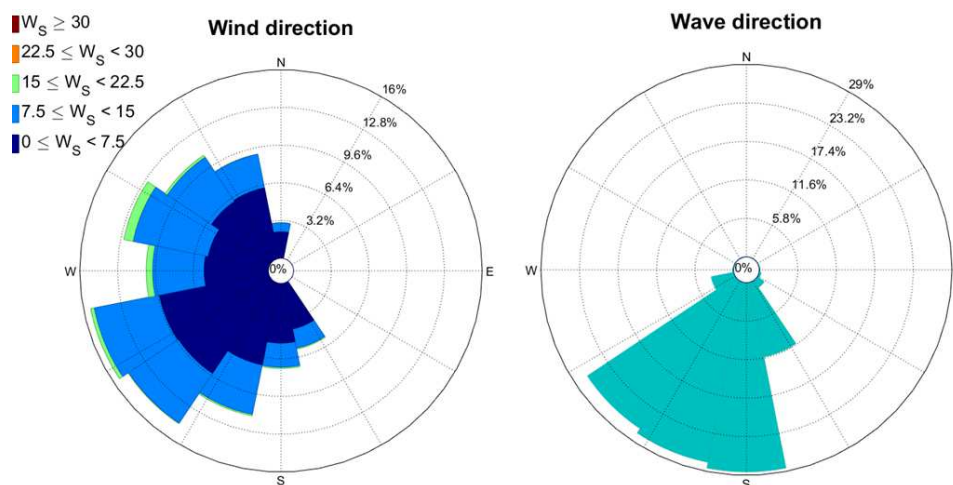 W_S ≥ 30
22.5 ≤ W_S < 30
15 ≤ W_S < 22.5
7.5 ≤ W_S < 15
0 ≤ W_S < 7.5
Wind direction
N
16%
12.8%
9.6%
6.4%
3.2%
0%
W
E
S
Wave direction
N
29%
23.2%
17.4%
11.6%
5.8%
0%
W
S